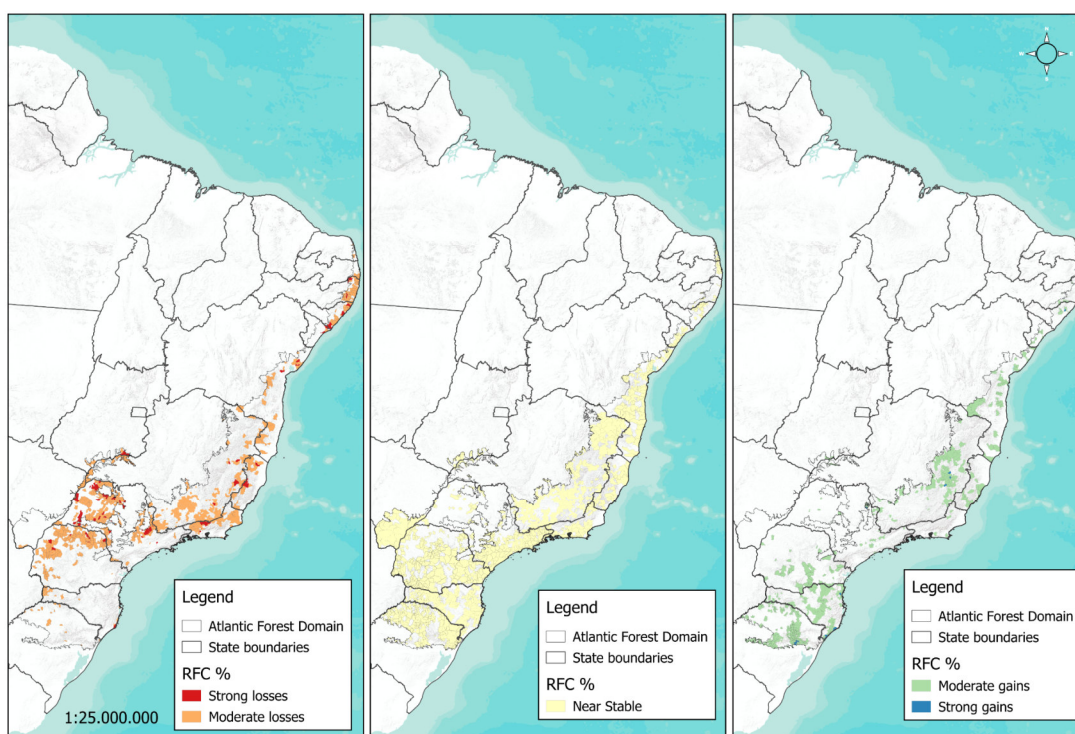 Legend
Atlantic Forest Domain
State boundaries
RFC %
Strong losses
Moderate losses
1:25.000.000
Legend
Atlantic Forest Domain
State boundaries
RFC %
Near Stable
Legend
Atlantic Forest Domain
State boundaries
RFC %
Moderate gains
Strong gains